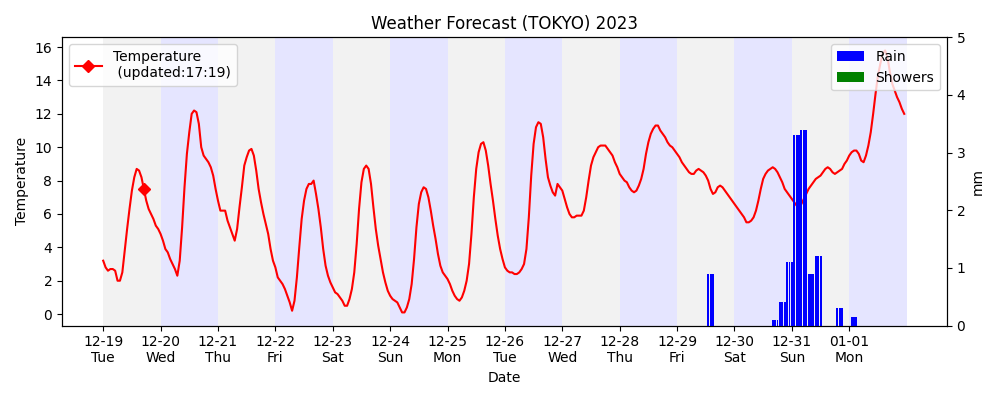 Weather Forecast (TOKYO) 2023
Temperature
(updated:17:19)
Rain
Showers
Temperature
16
14
12
10
8
6
4
2
0
5
4
3
2
1
0
mm
12-19 12-20 12-21 12-22 12-23 12-24 12-25 12-26 12-27 12-28 12-29 12-30 12-31 01-01
Tue Wed Thu Fri Sat Sun Mon Tue Wed Thu Fri Sat Sun Mon
Date